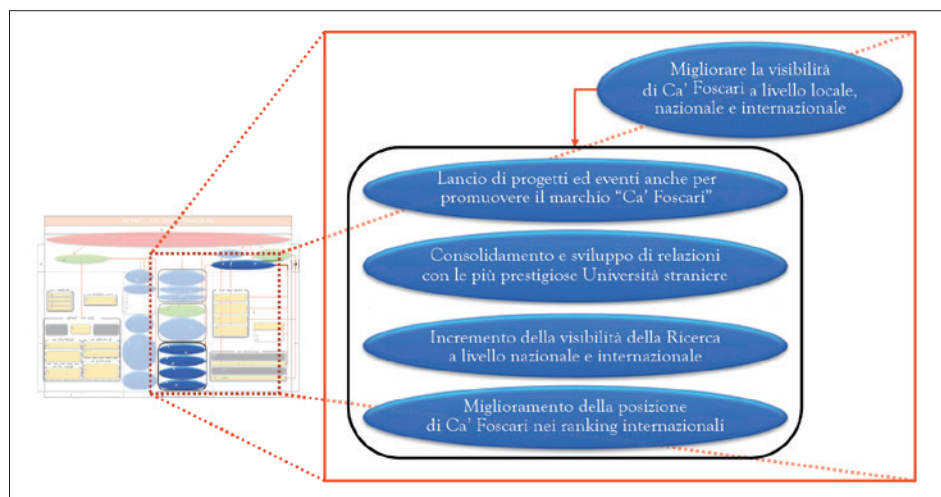 Migliorare la visibilità
di Ca' Foscari a livello locale,
nazionale e internazionale
Lancio di progetti ed eventi anche per
promuovere il marchio “Ca' Foscari”
Consolidamento e sviluppo di relazioni
con le più prestigiose Università straniere
Incremento della visibilità della Ricerca
a livello nazionale e internazionale
Miglioramento della posizione
di Ca' Foscari nei ranking internazionali